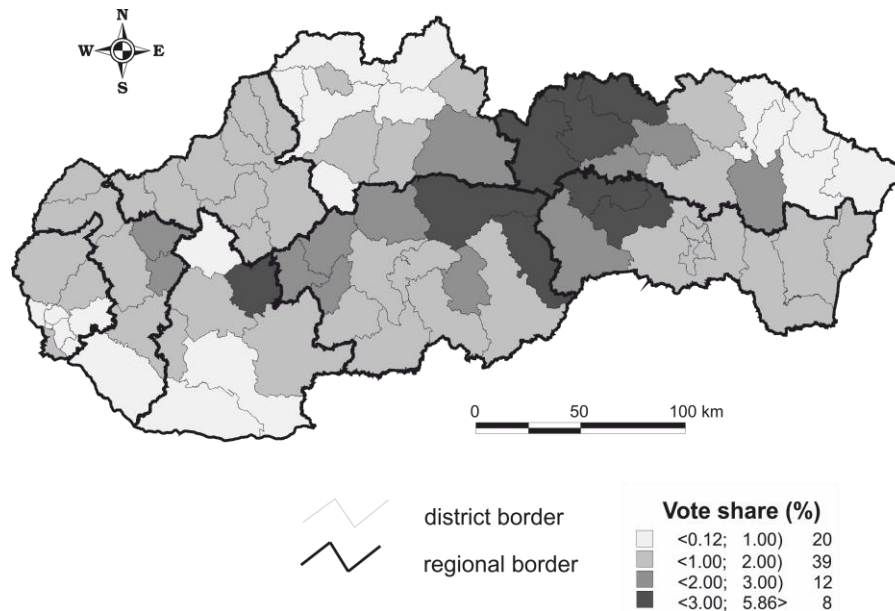 N
W E
S
0 50 100 km
district border
regional border
Vote share (%)
<0.12; 1.00) 20
<1.00; 2.00) 39
<2.00; 3.00) 12
<3.00; 5.86> 8